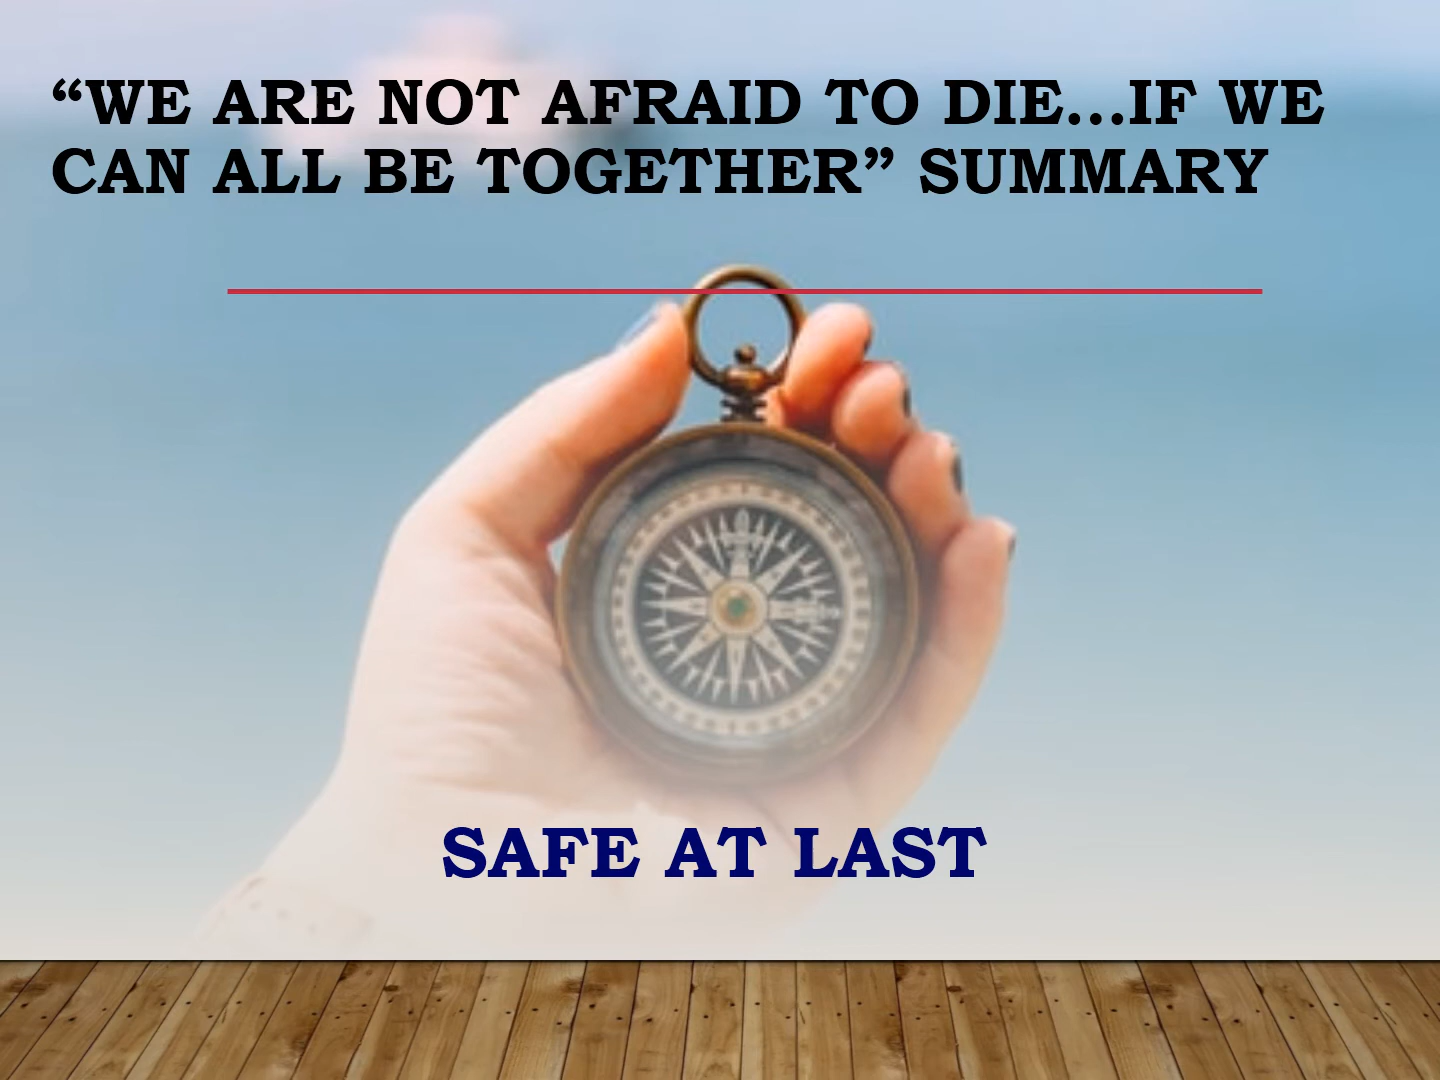 “WE ARE NOT AFRAID TO DIE...IF WE
CAN ALL BE TOGETHER” SUMMARY
SAFE AT LAST